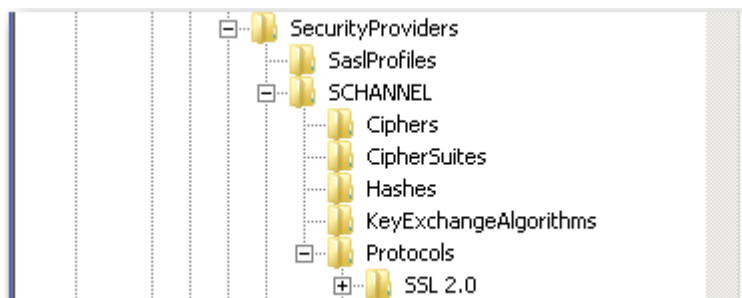 SecurityProviders
SaslProfiles
SCHANNEL
Ciphers
CipherSuites
Hashes
KeyExchangeAlgorithms
Protocols
SSL 2.0